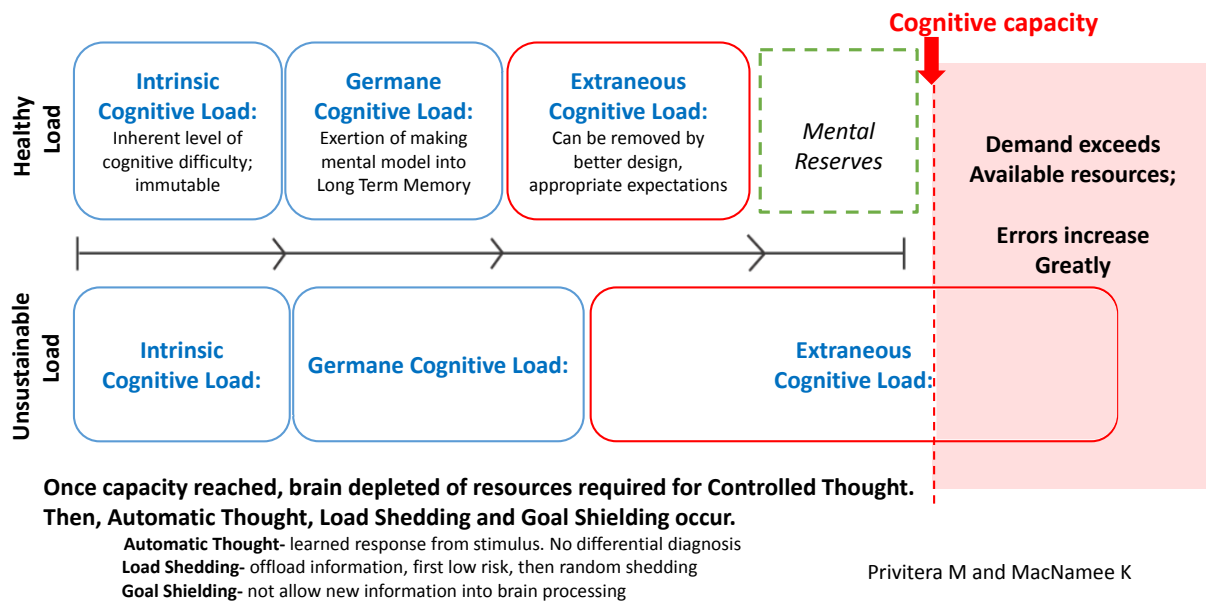 Cognitive capacity
Healthy
Load
Intrinsic
Cognitive Load:
Inherent level of
cognitive difficulty;
immutable
Germane
Cognitive Load:
Exertion of making
mental model into
Long Term Memory
Extraneous
Cognitive Load:
Can be removed by
better design,
appropriate expectations
Mental
Reserves
Demand exceeds
Available resources;
Errors increase
Greatly
Unsustainable
Load
Intrinsic
Cognitive Load:
Germane Cognitive Load:
Extraneous
Cognitive Load:
Once capacity reached, brain depleted of resources required for Controlled Thought.
Then, Automatic Thought, Load Shedding and Goal Shielding occur.
Automatic Thought- learned response from stimulus. No differential diagnosis
Load Shedding- offload information, first low risk, then random shedding
Goal Shielding- not allow new information into brain processing
Privitera M and MacNamee K